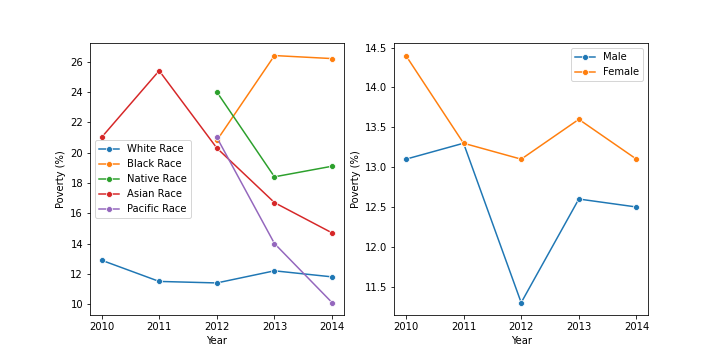 26
24
22
20
18
16
14
12
10
Poverty (%)
White Race
Black Race
Native Race
Asian Race
Pacific Race
2010 2011 2012 2013 2014
Year
14.5
14.0
13.5
13.0
12.5
12.0
11.5
Poverty (%)
Male
Female
2010 2011 2012 2013 2014
Year